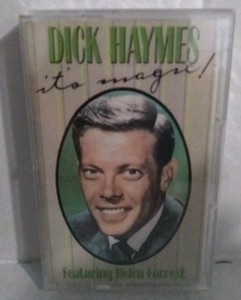 DICK HAYMES
it's magic!
Featuring Helen Forrest